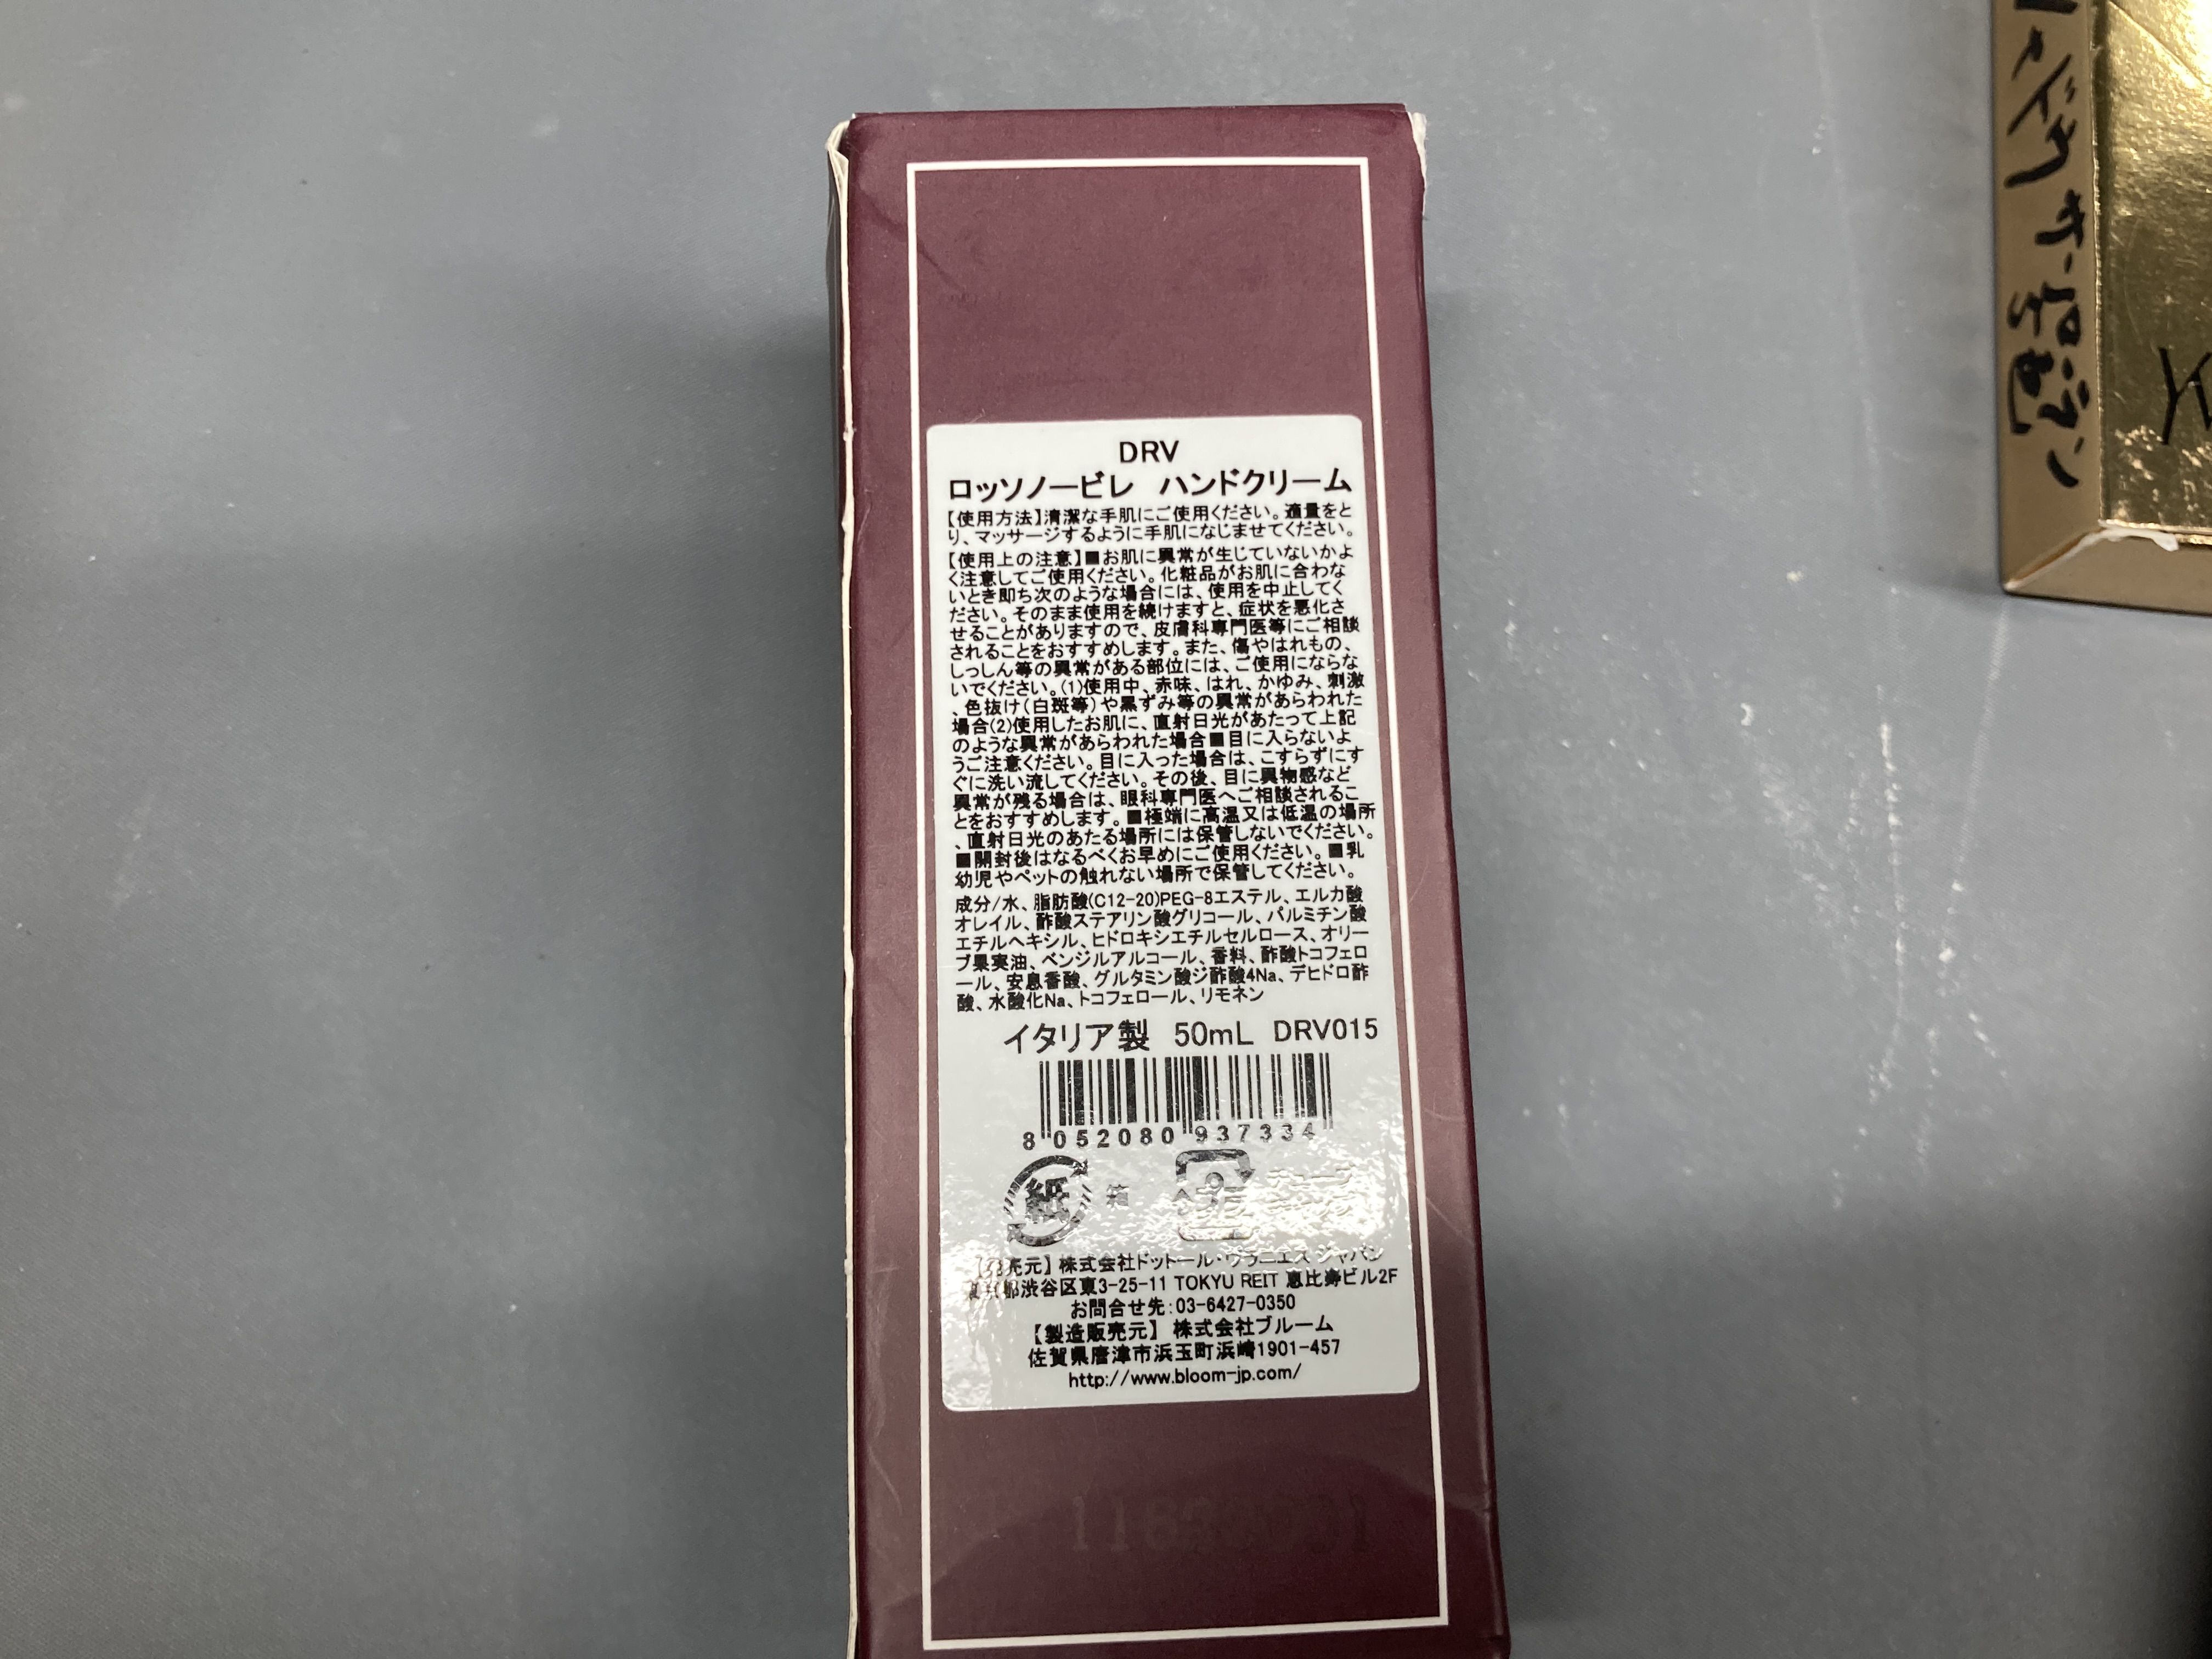 DRV
ロッソノービレ ハンドクリーム
【使用方法】清潔な手肌にご使用ください。適量をと
り、マッサージするように手肌になじませてください。
【使用上の注意】■お肌に異常が生じていないかよ
く注意してご使用ください。化粧品がお肌に合わな
いとき即ち次のような場合には、使用を中止してく
ださい。そのまま使用を続けますと、症状を悪化さ
せることがありますので、皮膚科専門医等にご相談
されることをおすすめします。また、傷やはれもの、
しっしん等の異常がある部位には、ご使用にならな
いでください。(1)使用中、赤味、はれ、かゆみ、刺激
、色抜け(白斑等)や黒ずみ等の異常があらわれた
場合(2)使用したお肌に、直射日光があたって上記
のような異常があらわれた場合■目に入らないよ
うご注意ください。目に入った場合は、こすらずにす
ぐに洗い流してください。その後、目に異物感など
異常が残る場合は、眼科専門医へご相談されるこ
とをおすすめします。■極端に高温又は低温の場所
、直射日光のあたる場所には保管しないでください。
■開封後はなるべくお早めにご使用ください。■乳
幼児やペットの触れない場所で保管してください。
成分/水、脂肪酸(C12-20)PEG-8エステル、エルカ酸
オレイル、酢酸ステアリン酸グリコール、パルミチン酸
エチルヘキシル、ヒドロキシエチルセルロース、オリー
ブ果実油、ベンジルアルコール、香料、酢酸トコフェロ
ール、安息香酸、グルタミン酸ジ酢酸4Na、デヒドロ酢
酸、水酸化Na、トコフェロール、リモネン
イタリア製 50mL DRV015
8 052080 937334
紙 箱 プラ チューブ
キャップ
【発売元】株式会社ドットール・ヴラニエス ジャパン
東京都渋谷区東3-25-11 TOKYU REIT 恵比寿ビル2F
お問合せ先:03-6427-0350
【製造販売元】 株式会社ブルーム
佐賀県唐津市浜玉町浜崎1901-457
http://www.bloom-jp.com/